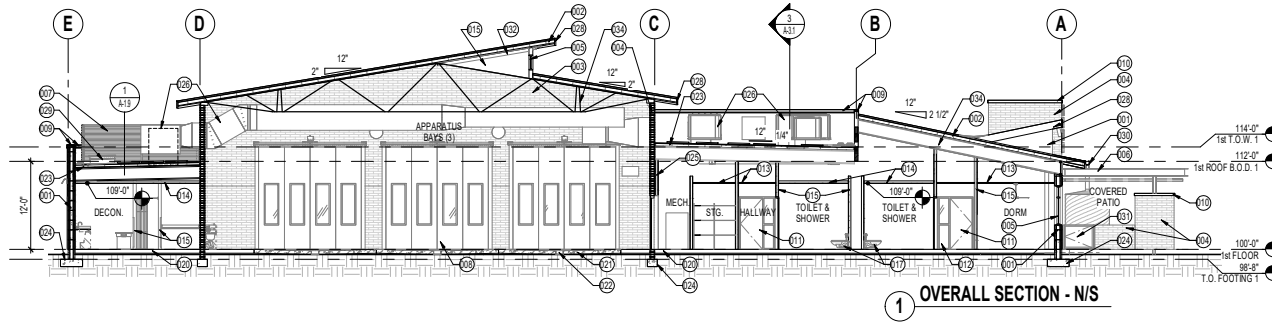 E
D
C
3
A-3.1
B
A
015
032
002
028
005
034
004
003
12"
2"
12"
2"
007
029
009
1
A-1.9
026
028
023
026
009
12"
1/4"
12"
2 1/2"
034
002
010
004
028
001
030
006
114'-0"
1st T.O.W. 1
112'-0"
1st ROOF B.O.D. 1
APPARATUS
BAYS (3)
023
001
024
12'-0"
109'-0"
014
DECON.
015
020
025
013
014
013
015
109'-0"
015
MECH.
STG.
HALLWAY
TOILET &
SHOWER
TOILET &
SHOWER
DORM
005
COVERED
PATIO
010
031
004
011
011
008
021
022
020
024
017
012
001
024
100'-0"
1st FLOOR
98'-8"
T.O. FOOTING 1
1
OVERALL SECTION - N/S